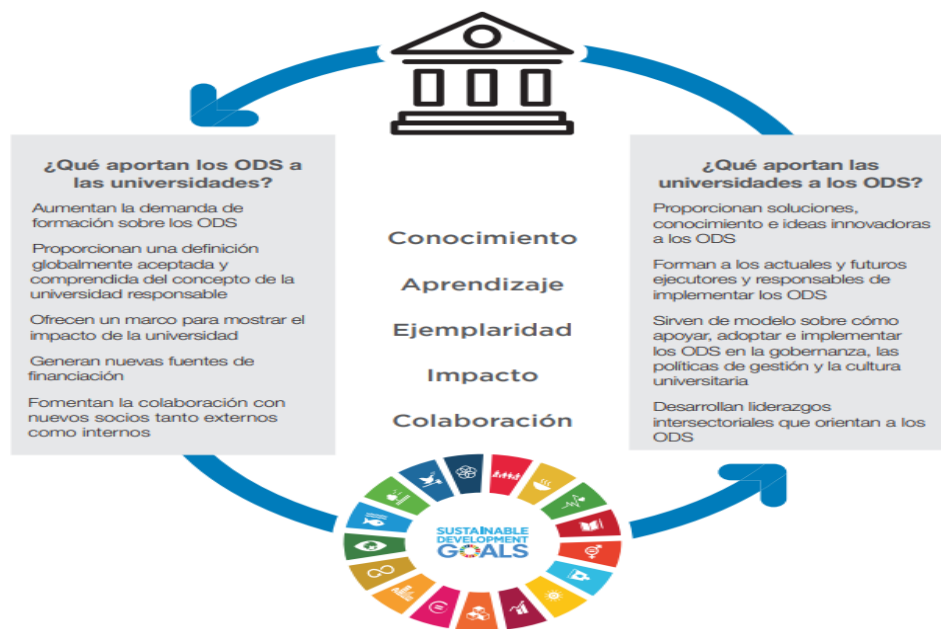 ¿Qué aportan los ODS a
las universidades?
Aumentan la demanda de
formación sobre los ODS
Proporcionan una definición
globalmente aceptada y
comprendida del concepto de la
universidad responsable
Ofrecen un marco para mostrar el
impacto de la universidad
Generan nuevas fuentes de
financiación
Fomentan la colaboración con
nuevos socios tanto externos
como internos
Conocimiento
Aprendizaje
Ejemplaridad
Impacto
Colaboración
¿Qué aportan las
universidades a los ODS?
Proporcionan soluciones,
conocimiento e ideas innovadoras
a los ODS
Forman a los actuales y futuros
ejecutores y responsables de
implementar los ODS
Sirven de modelo sobre cómo
apoyar, adoptar e implementar
los ODS en la gobernanza, las
políticas de gestión y la cultura
universitaria
Desarrollan liderazgos
intersectoriales que orientan a los
ODS
SUSTAINABLE
DEVELOPMENT
GOALS